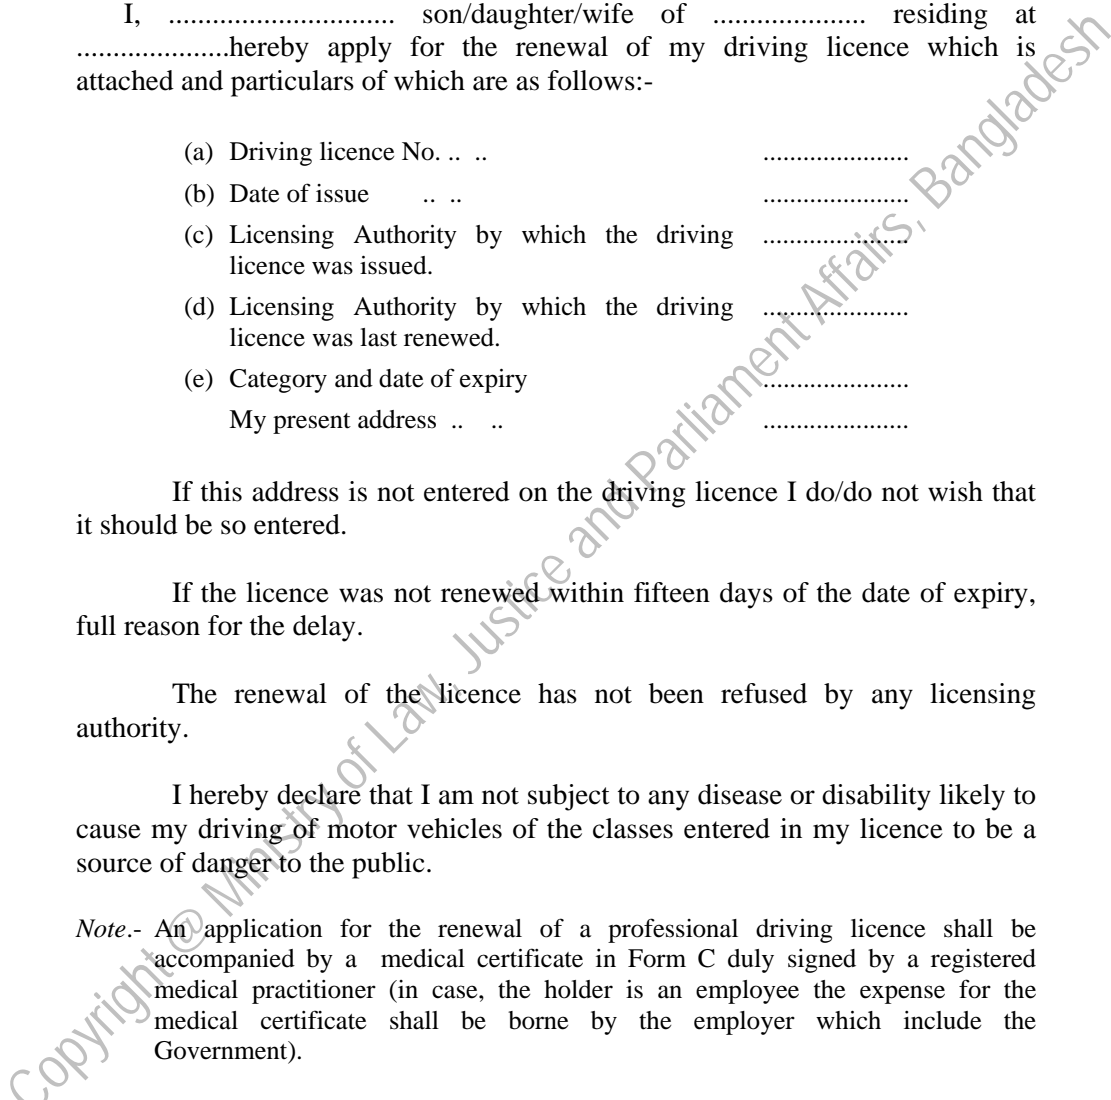 I, .............................. son/daughter/wife of .................... residing at
....................hereby apply for the renewal of my driving licence which is
attached and particulars of which are as follows:-
(a) Driving licence No. .. .. ......................
(b) Date of issue .. .. ......................
(c) Licensing Authority by which the driving ......................
licence was issued.
(d) Licensing Authority by which the driving ......................
licence was last renewed.
(e) Category and date of expiry ......................
My present address .. .. ......................
If this address is not entered on the driving licence I do/do not wish that
it should be so entered.
If the licence was not renewed within fifteen days of the date of expiry,
full reason for the delay.
The renewal of the licence has not been refused by any licensing
authority.
I hereby declare that I am not subject to any disease or disability likely to
cause my driving of motor vehicles of the classes entered in my licence to be a
source of danger to the public.
Note.- An application for the renewal of a professional driving licence shall be
accompanied by a medical certificate in Form C duly signed by a registered
medical practitioner (in case, the holder is an employee the expense for the
medical certificate shall be borne by the employer which include the
Government).
Copyright @ Ministry of Law, Justice and Parliament Affairs, Bangladesh